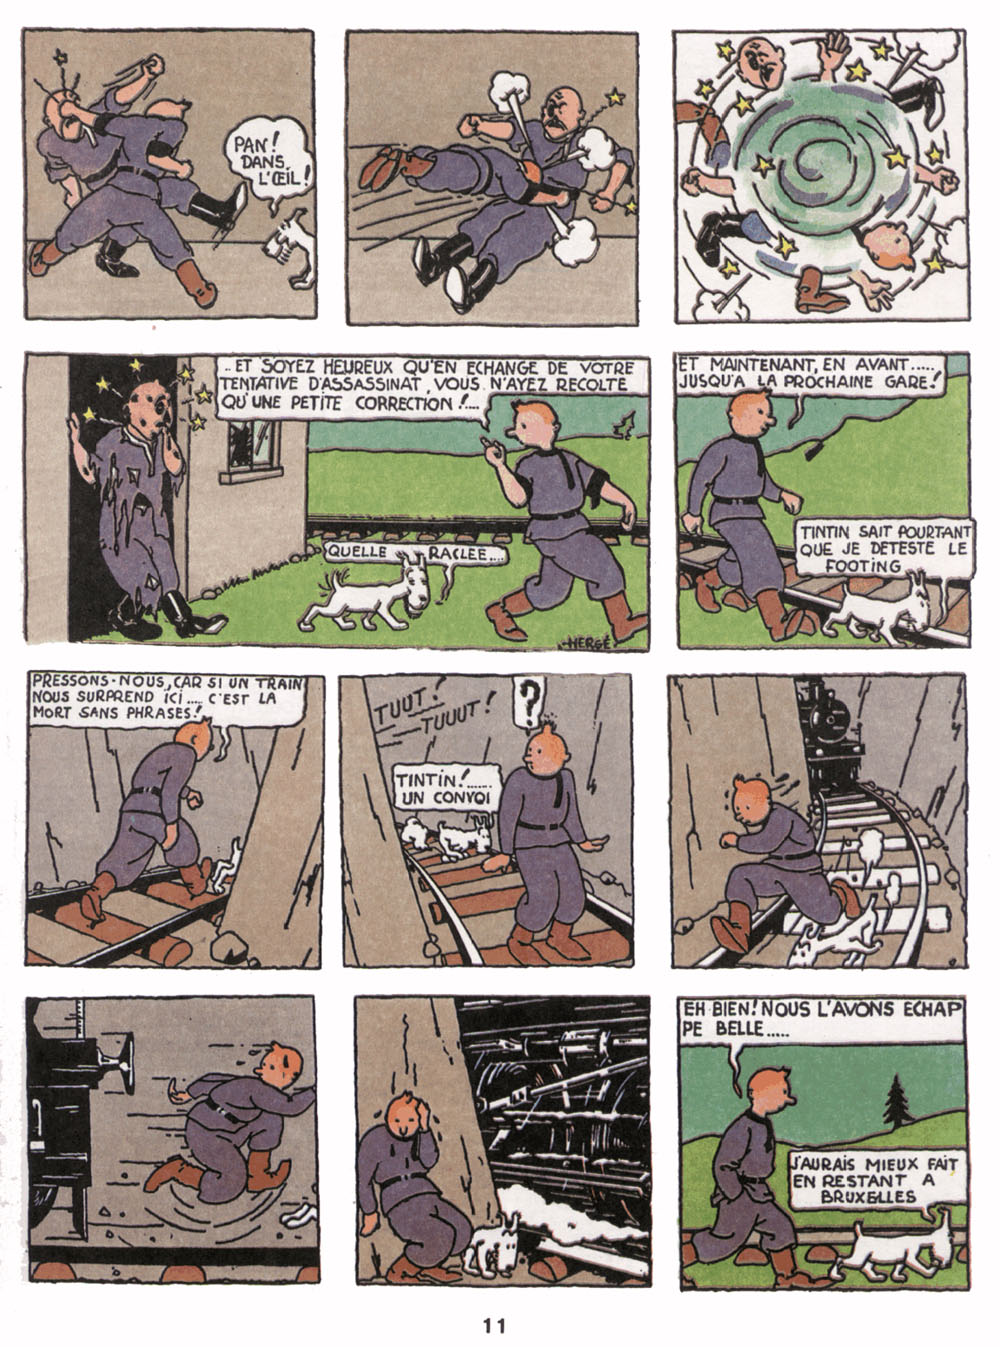 PAN!
DANS
L'ŒIL!
..ET SOYEZ HEUREUX QU'EN ECHANGE DE VOTRE
TENTATIVE D'ASSASSINAT, VOUS N'AYEZ RECOLTE
QU'UNE PETITE CORRECTION!....
QUELLE RACLEE....
HERGÉ
ET MAINTENANT, EN AVANT.....
JUSQU'A LA PROCHAINE GARE!
TINTIN SAIT POURTANT
QUE JE DETESTE LE
FOOTING
PRESSONS-NOUS, CAR SI UN TRAIN
NOUS SURPREND ICI.... C'EST LA
MORT SANS PHRASES!
TUUT!
TUUUT!
?
TINTIN!......
UN CONVOI
EH BIEN! NOUS L'AVONS ECHAP
PE BELLE.....
J'AURAIS MIEUX FAIT
EN RESTANT A
BRUXELLES
11